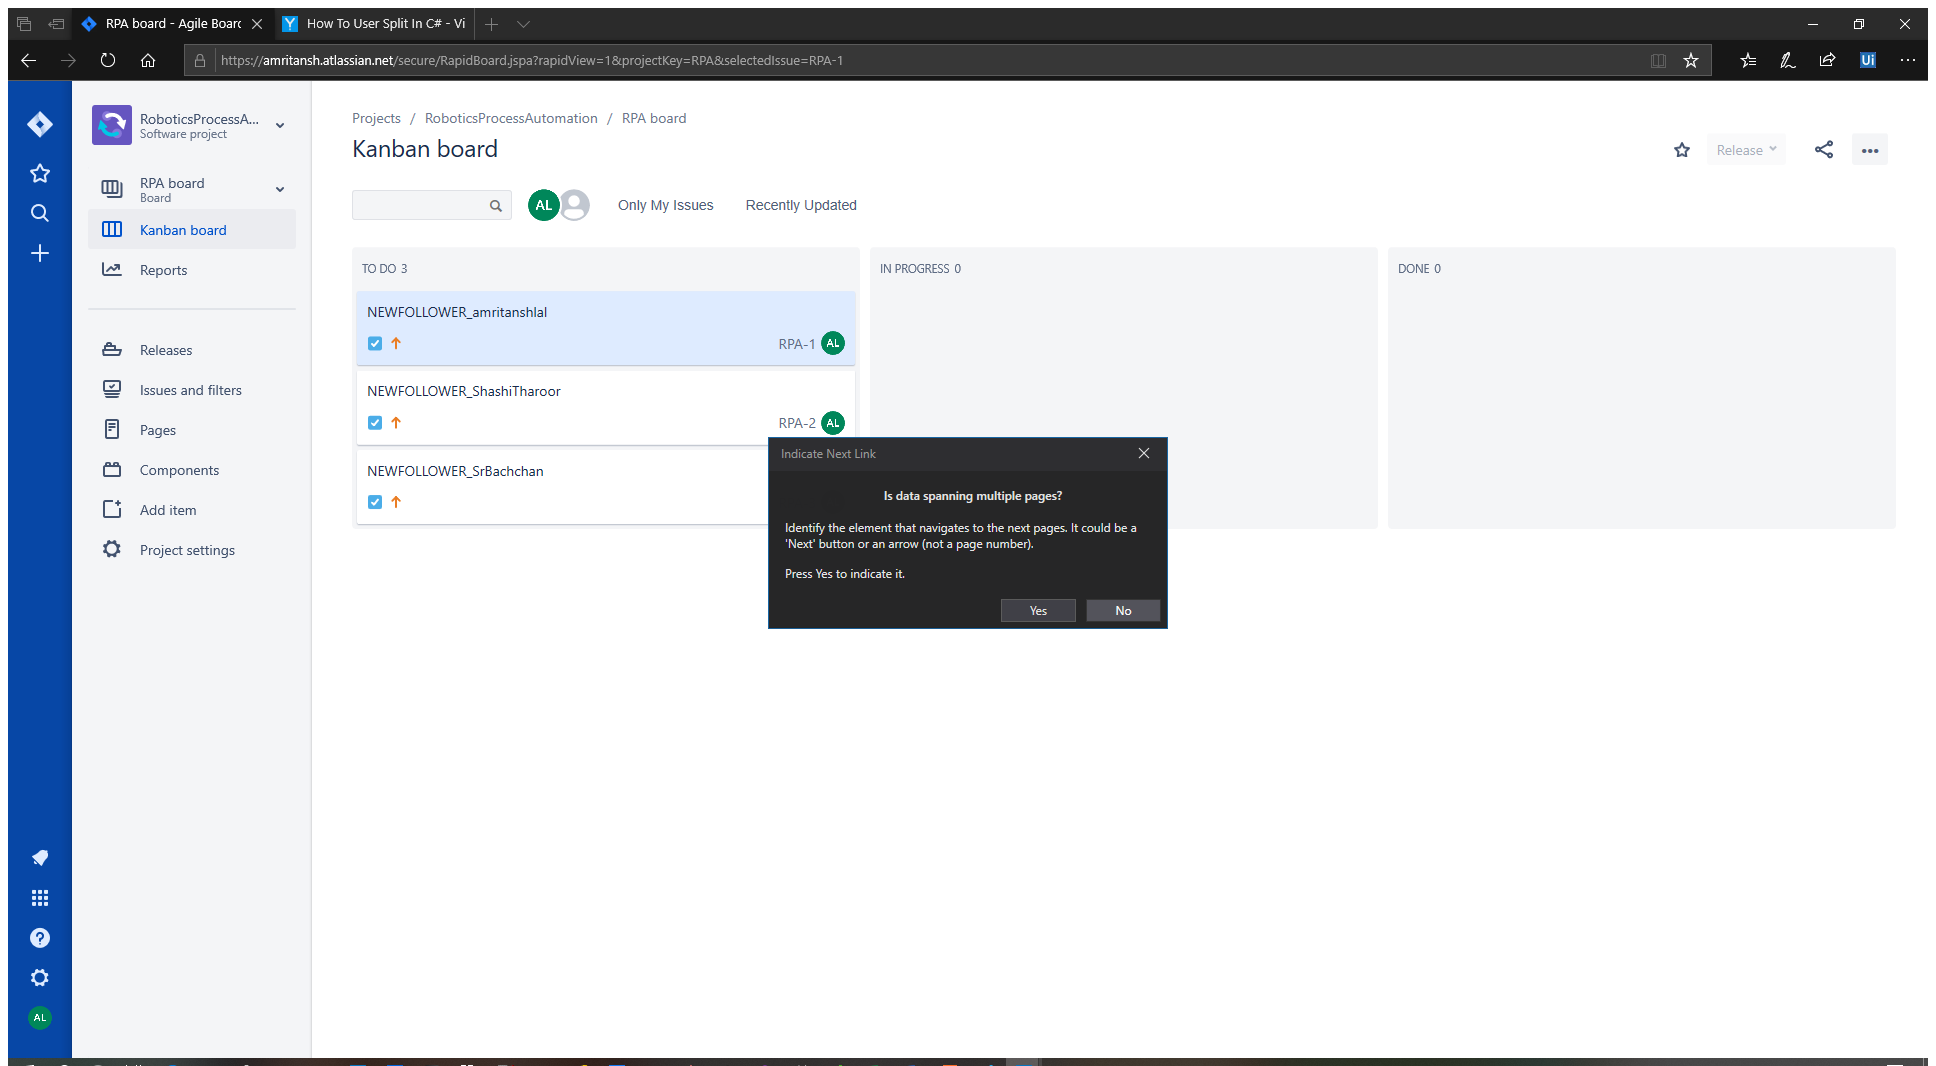 RPA board - Agile Boarc
How To User Split In C# - Vi
https://amritansh.atlassian.net/secure/RapidBoard.jspa?rapidView=1&projectKey=RPA&selectedIssue=RPA-1
Ui
RoboticsProcessA...
Software project
RPA board
Board
Kanban board
Reports
Releases
Issues and filters
Pages
Components
Add item
Project settings
AL
Projects / RoboticsProcessAutomation / RPA board
Kanban board
Release
AL
Only My Issues
Recently Updated
TO DO 3
IN PROGRESS 0
DONE 0
NEWFOLLOWER_amritanshlal
RPA-1 AL
NEWFOLLOWER_ShashiTharoor
RPA-2 AL
NEWFOLLOWER_SrBachchan
Indicate Next Link
Is data spanning multiple pages?
Identify the element that navigates to the next pages. It could be a
'Next' button or an arrow (not a page number).
Press Yes to indicate it.
Yes
No